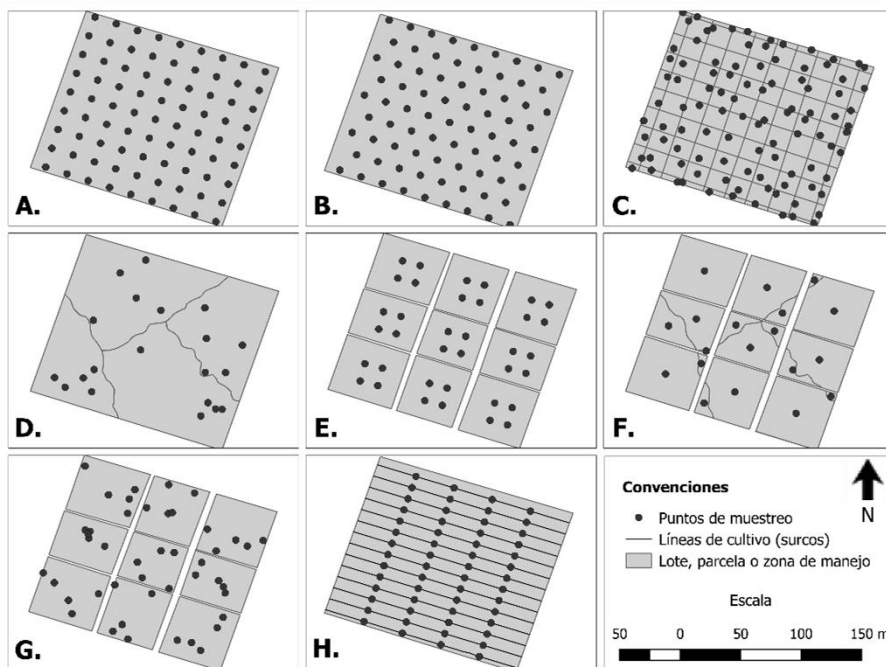 A.
B.
C.
D.
E.
F.
G.
H.
Convenciones
Puntos de muestreo
Líneas de cultivo (surcos)
Lote, parcela o zona de manejo
N
Escala
50 0 50 100 150 m